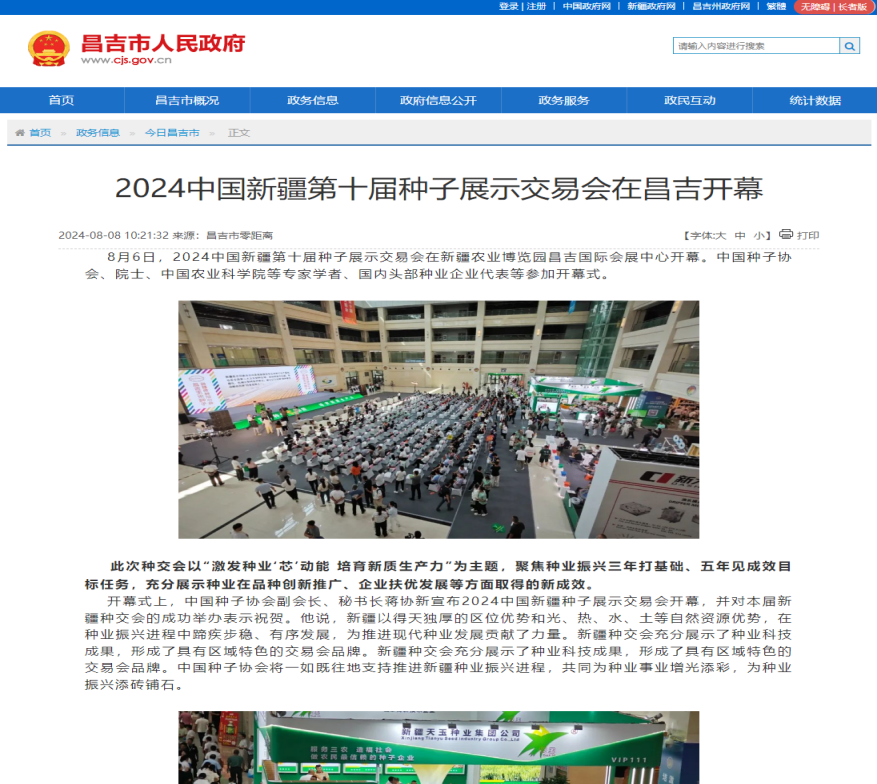 登录 | 注册 | 中国政府网 | 新疆政府网 | 昌吉州政府网 | 繁體 无障碍 | 长者版
昌吉市人民政府
www.cjs.gov.cn
请输入内容进行搜索
首页 昌吉市概况 政务信息 政府信息公开 政务服务 政民互动 统计数据
首页 » 政务信息 » 今日昌吉市 » 正文
2024中国新疆第十届种子展示交易会在昌吉开幕
2024-08-08 10:21:32 来源：昌吉市零距离 【字体:大 中 小】 打印
8月6日，2024中国新疆第十届种子展示交易会在新疆农业博览园昌吉国际会展中心开幕。中国种子协
会、院士、中国农业科学院等专家学者、国内头部种业企业代表等参加开幕式。
此次种交会以“激发种业‘芯’动能 培育新质生产力”为主题，聚焦种业振兴三年打基础、五年见成效目
标任务，充分展示种业在品种创新推广、企业扶优发展等方面取得的新成效。
开幕式上，中国种子协会副会长、秘书长蒋协新宣布2024中国新疆种子展示交易会开幕，并对本届新
疆种交会的成功举办表示祝贺。他说，新疆以得天独厚的区位优势和光、热、水、土等自然资源优势，在
种业振兴进程中蹄疾步稳、有序发展，为推进现代种业发展贡献了力量。新疆种交会充分展示了种业科技
成果，形成了具有区域特色的交易会品牌。新疆种交会充分展示了种业科技成果，形成了具有区域特色的
交易会品牌。中国种子协会将一如既往地支持推进新疆种业振兴进程，共同为种业事业增光添彩，为种业
振兴添砖铺石。
新疆天玉种业集团公司
Xinjiang Tianyu Seed Industry Group Co.,Ltd
服务三农 造福社会
做农民最信赖的种子企业
VIP111